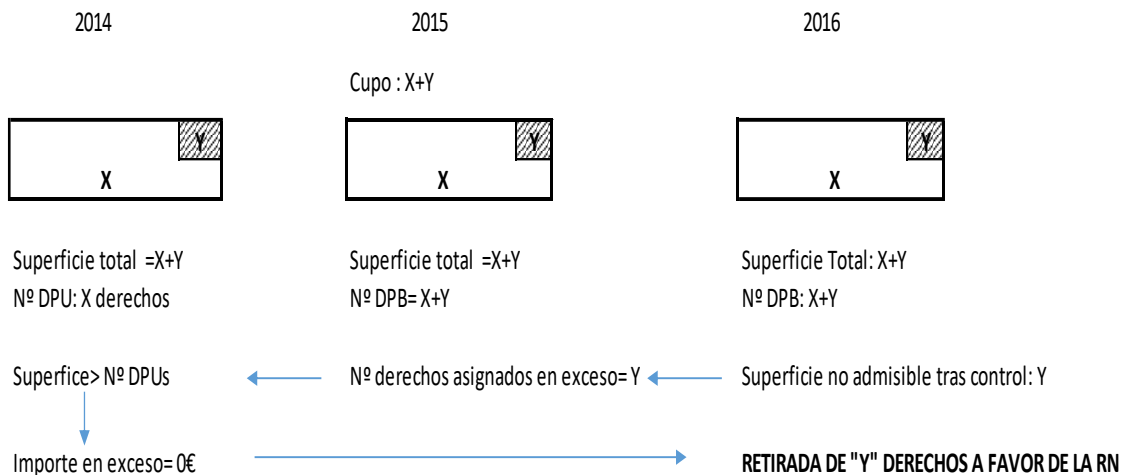 2014 2015 2016
Cupo : X+Y
Y Y Y
X X X
Superficie total =X+Y Superficie total =X+Y Superficie Total: X+Y
Nº DPU: X derechos Nº DPB= X+Y Nº DPB: X+Y
Superfice> Nº DPUs Nº derechos asignados en exceso= Y Superficie no admisible tras control: Y
Importe en exceso= 0€ RETIRADA DE "Y" DERECHOS A FAVOR DE LA RN